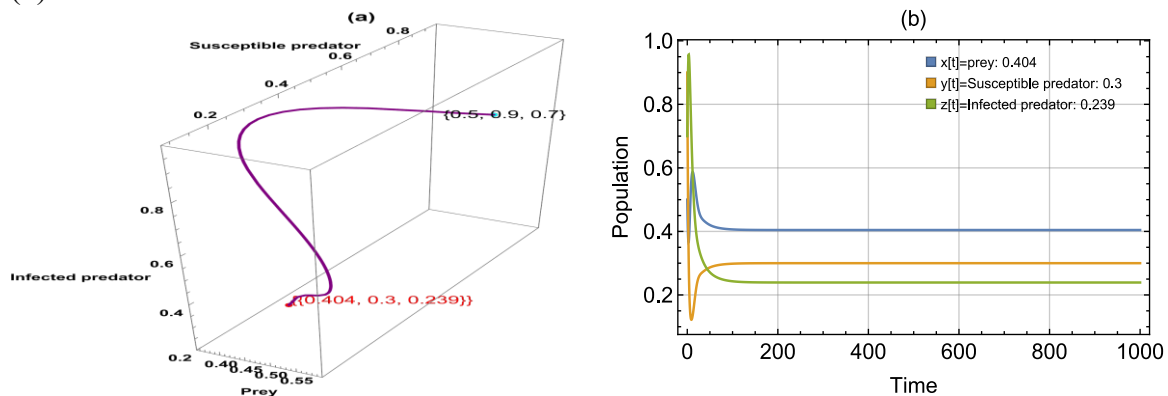 (a)
Susceptible predator
0.2
0.4
0.6
0.8
{0.5, 0.9, 0.7}
0.8
0.6
0.4
0.2
Infected predator
{{0.404, 0.3, 0.239}}
0.40
0.45
0.50
0.55
Prey
(b)
x[t]=prey: 0.404
y[t]=Susceptible predator: 0.3
z[t]=Infected predator: 0.239
1.0
0.8
0.6
0.4
0.2
Population
0 200 400 600 800 1000
Time